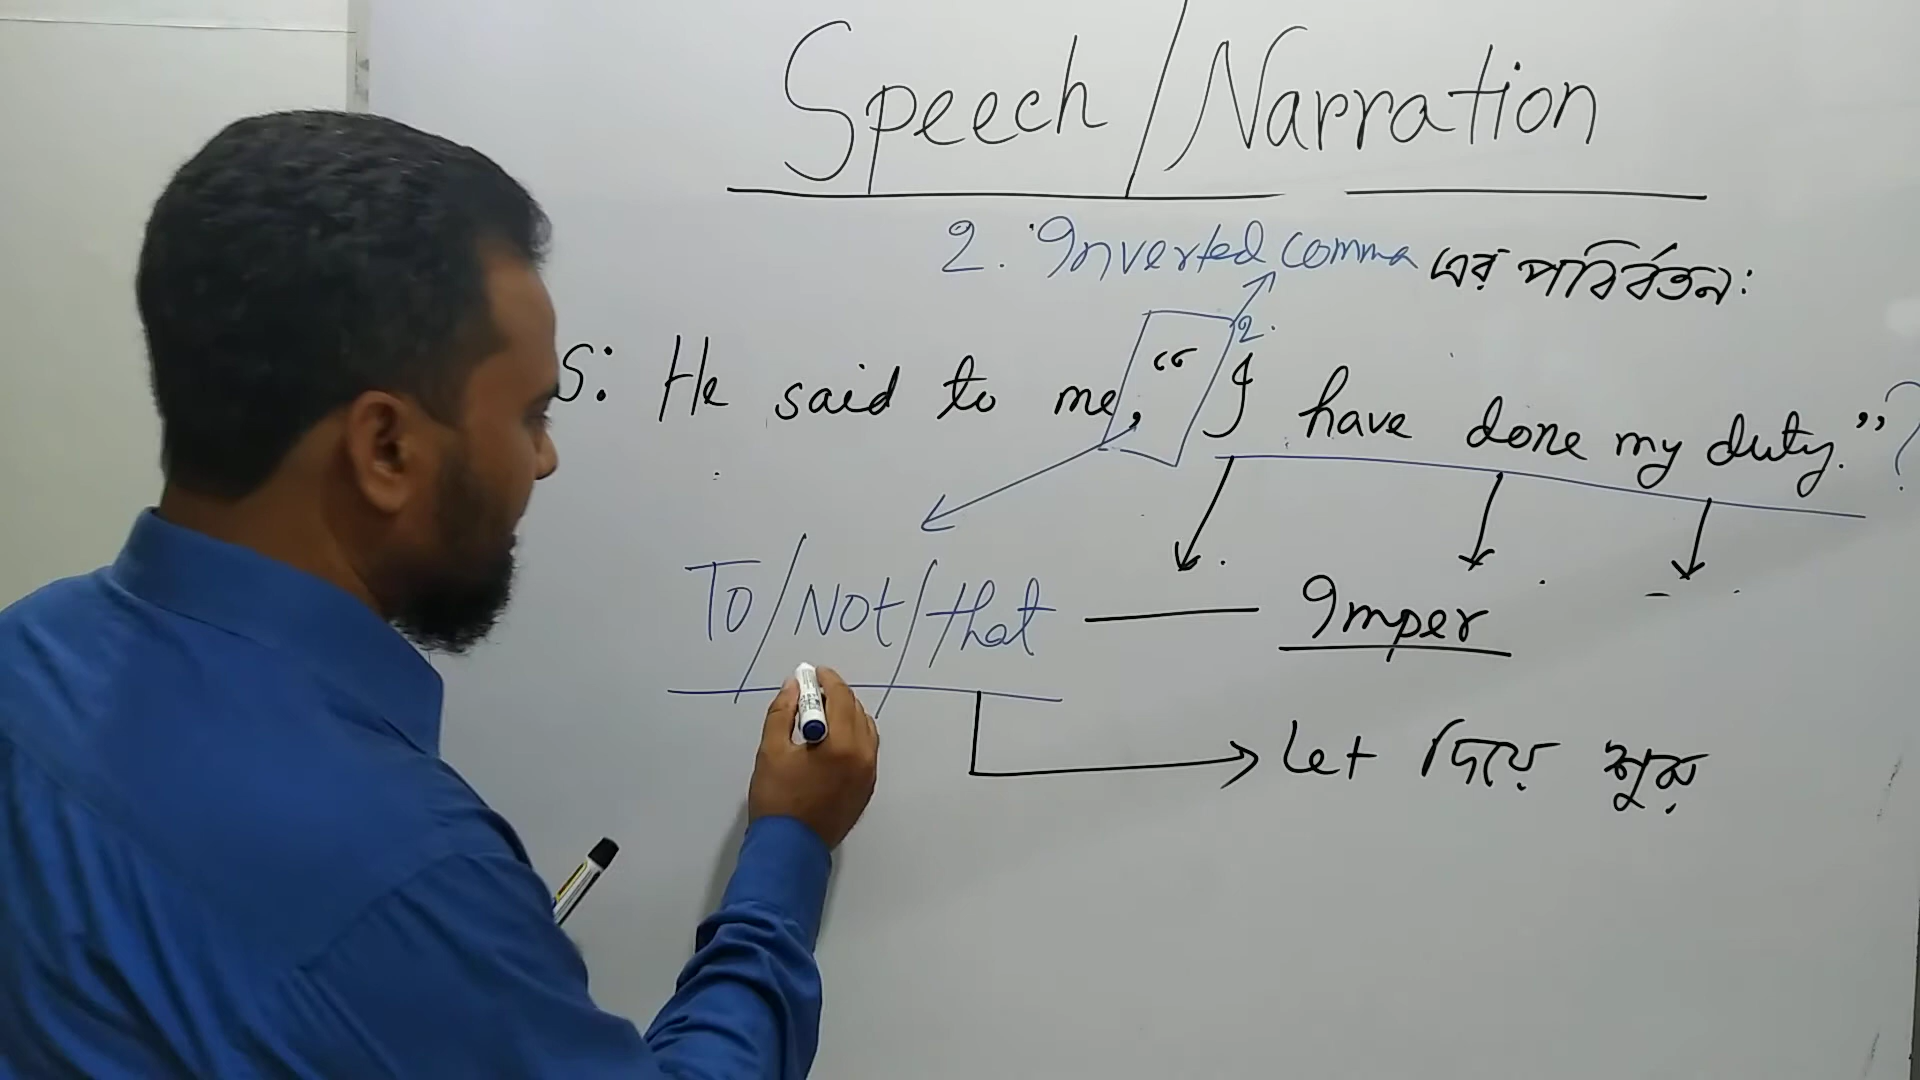 Speech/Narration
2. Inverted comma এর পরিবর্তন:
S: He said to me, “I have done my duty.”?
2.
To/Not/that — Imper
Let দিয়ে শুরু